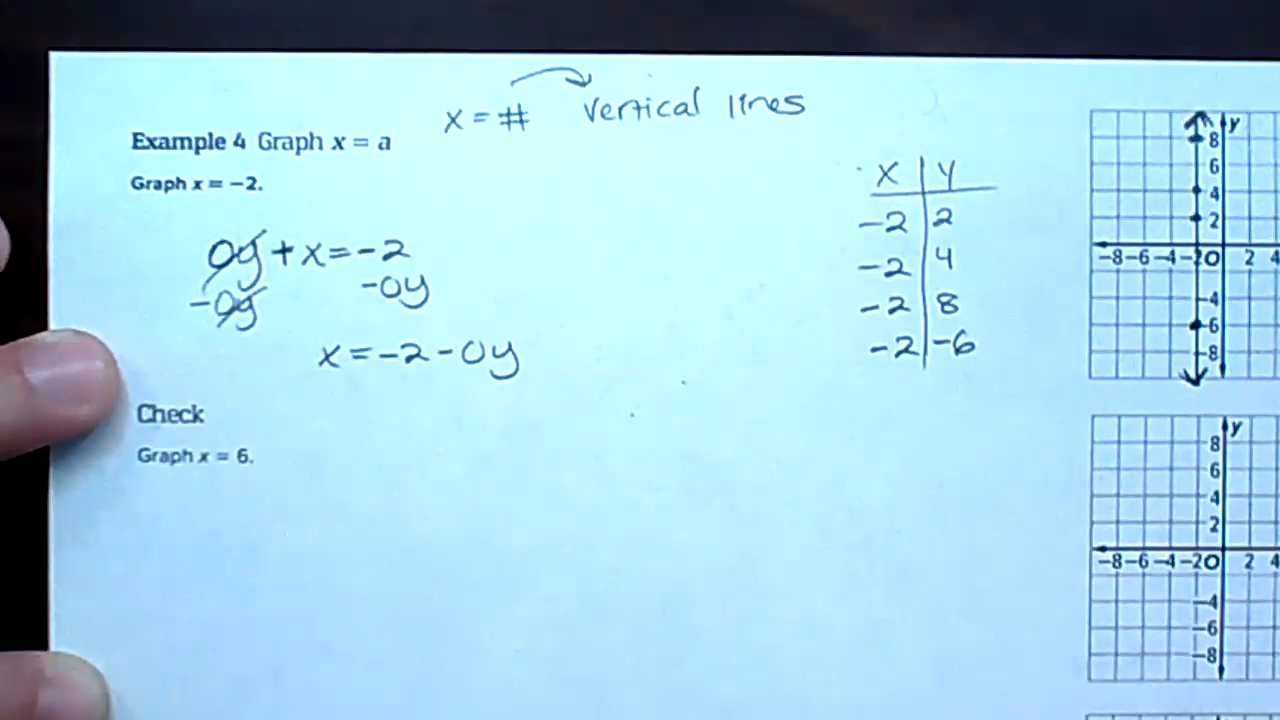 x = # vertical lines
Example 4 Graph x = a
Graph x = −2.
0y + x = −2
−0y −0y
x = −2 − 0y
x | y
−2 | 2
−2 | 4
−2 | 8
−2 | −6
y
8
6
4
2
−8 −6 −4 −2 O 2 4
−4
−6
−8
Check
Graph x = 6.
y
8
6
4
2
−8 −6 −4 −2 O 2 4
−4
−6
−8